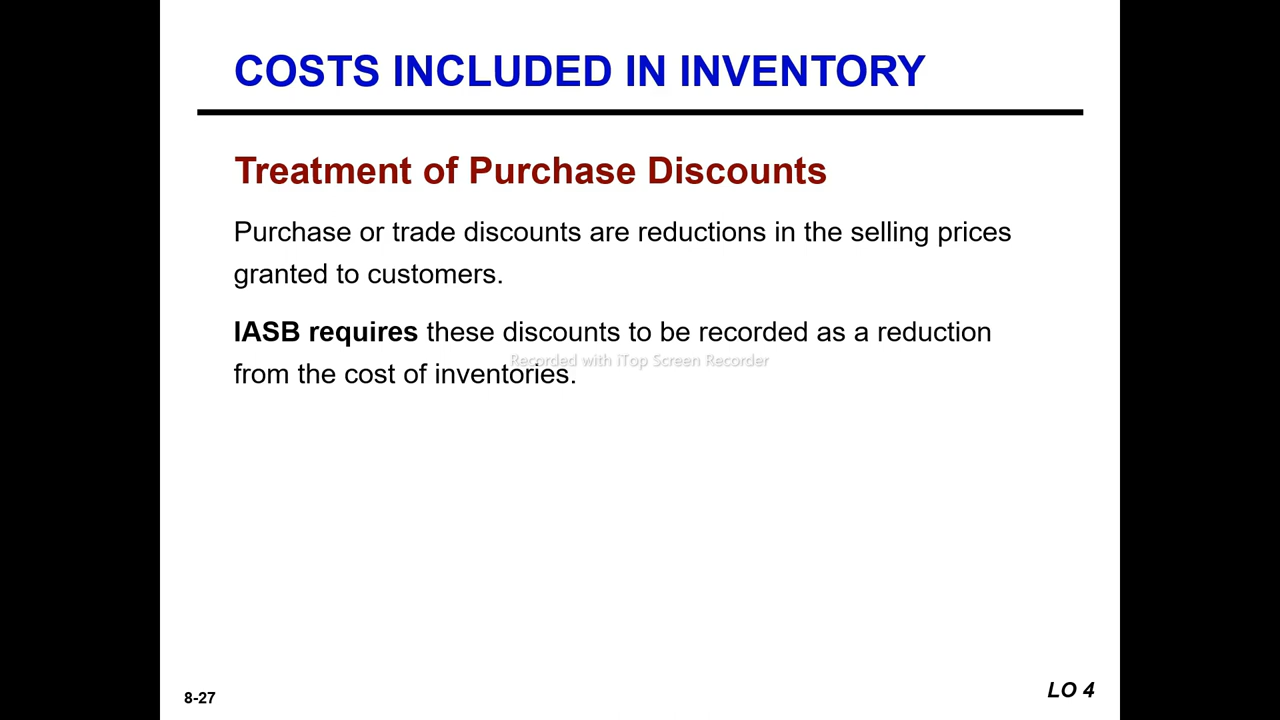 COSTS INCLUDED IN INVENTORY
Treatment of Purchase Discounts
Purchase or trade discounts are reductions in the selling prices
granted to customers.
IASB requires these discounts to be recorded as a reduction
Recorded with iTop Screen Recorder
from the cost of inventories.
8-27
LO 4